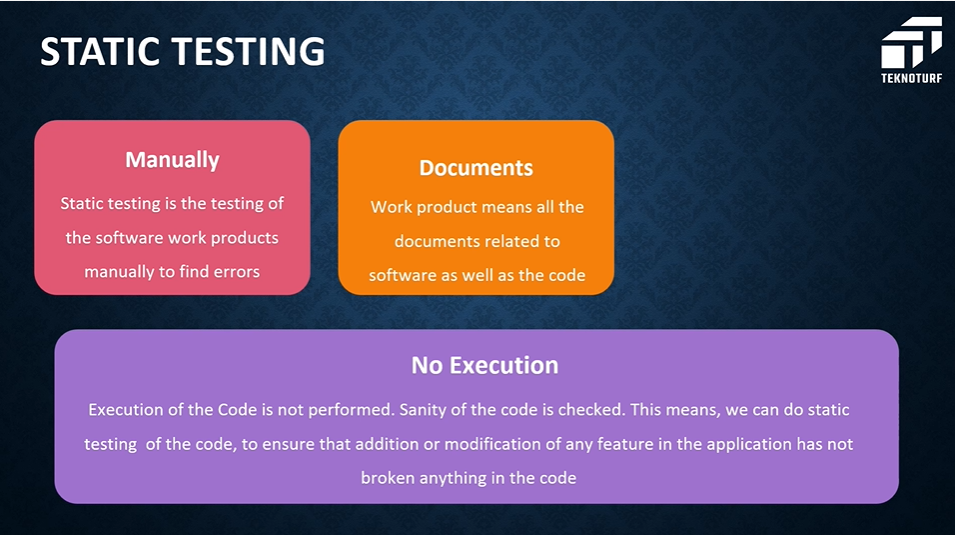 STATIC TESTING
TEKNOTURF
Manually
Static testing is the testing of
the software work products
manually to find errors
Documents
Work product means all the
documents related to
software as well as the code
No Execution
Execution of the Code is not performed. Sanity of the code is checked. This means, we can do static
testing of the code, to ensure that addition or modification of any feature in the application has not
broken anything in the code